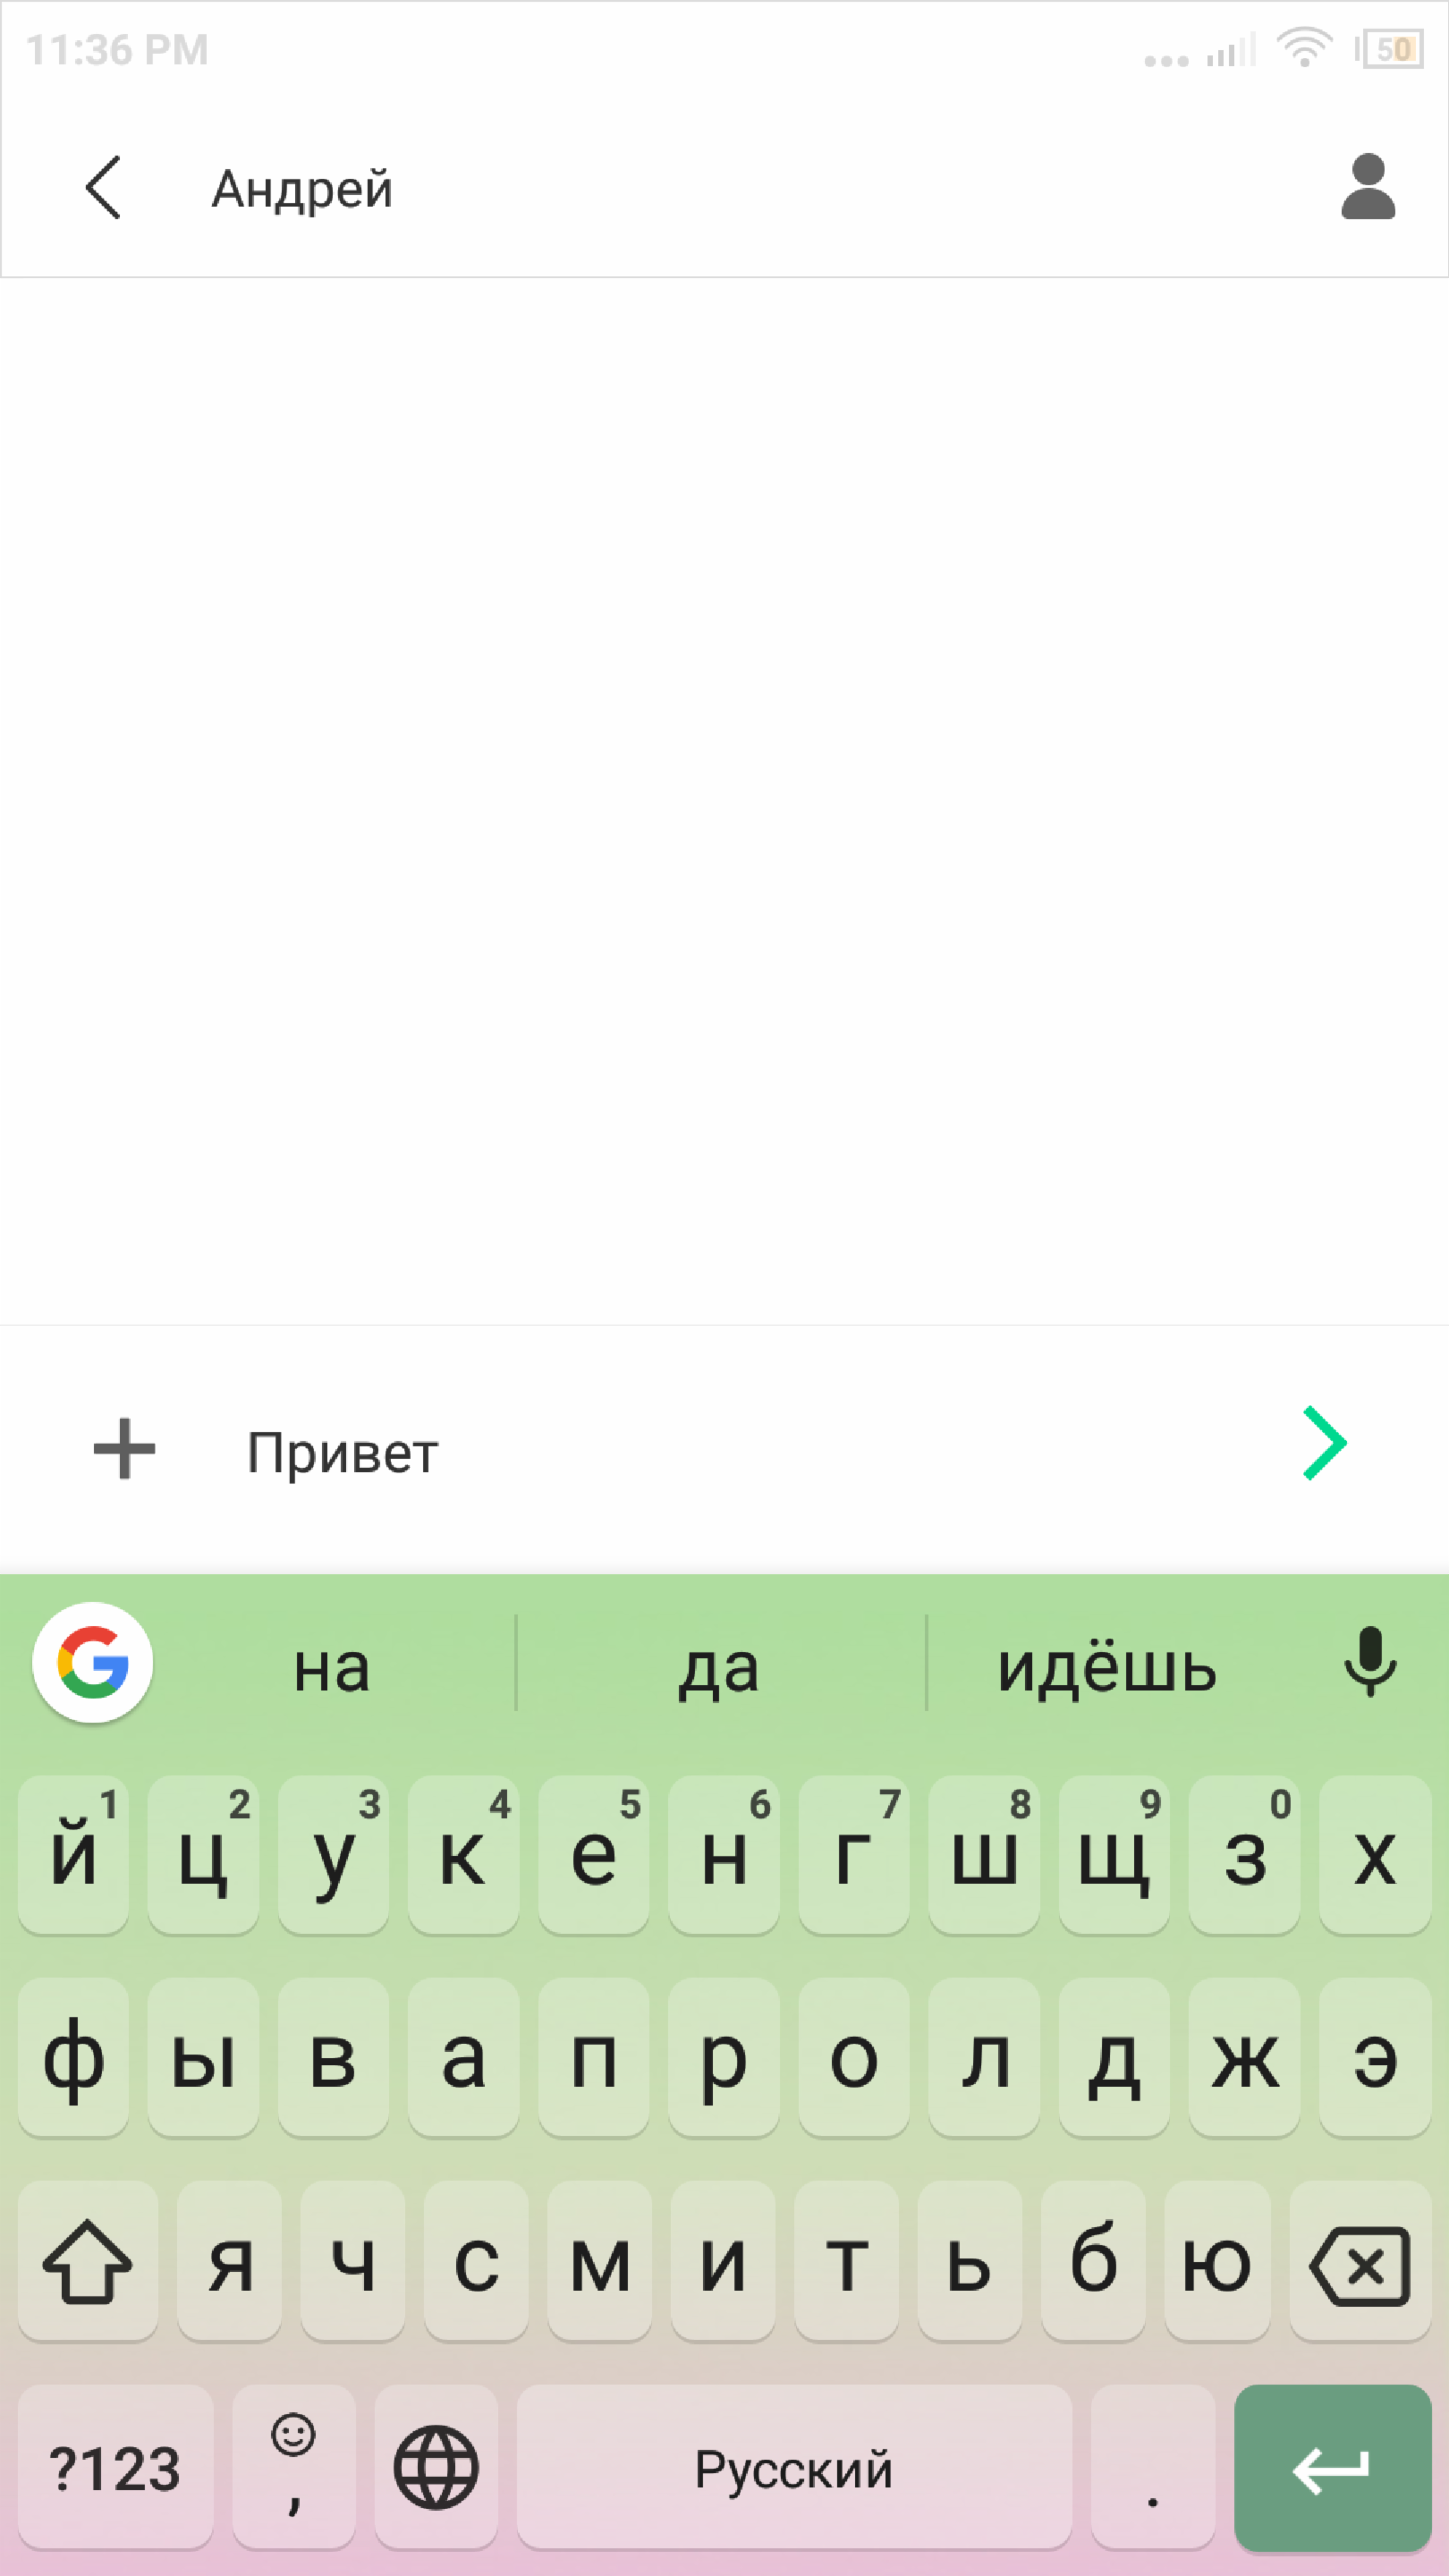 11:36 PM 50
Андрей
Привет
на да идёшь
1 2 3 4 5 6 7 8 9 0
й ц у к е н г ш щ з х
ф ы в а п р о л д ж э
я ч с м и т ь б ю
?123 , Русский .